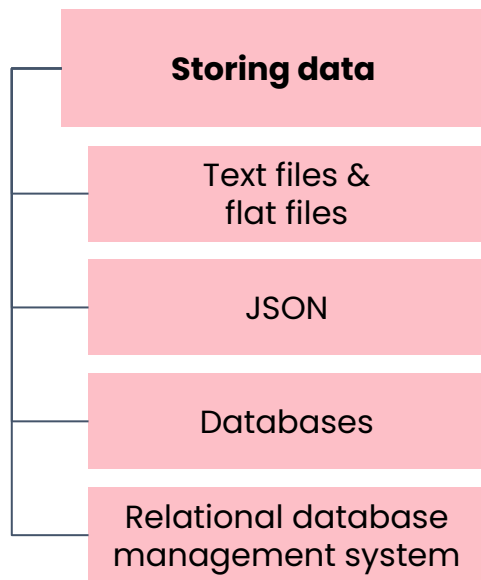 Storing data
Text files &
flat files
JSON
Databases
Relational database
management system